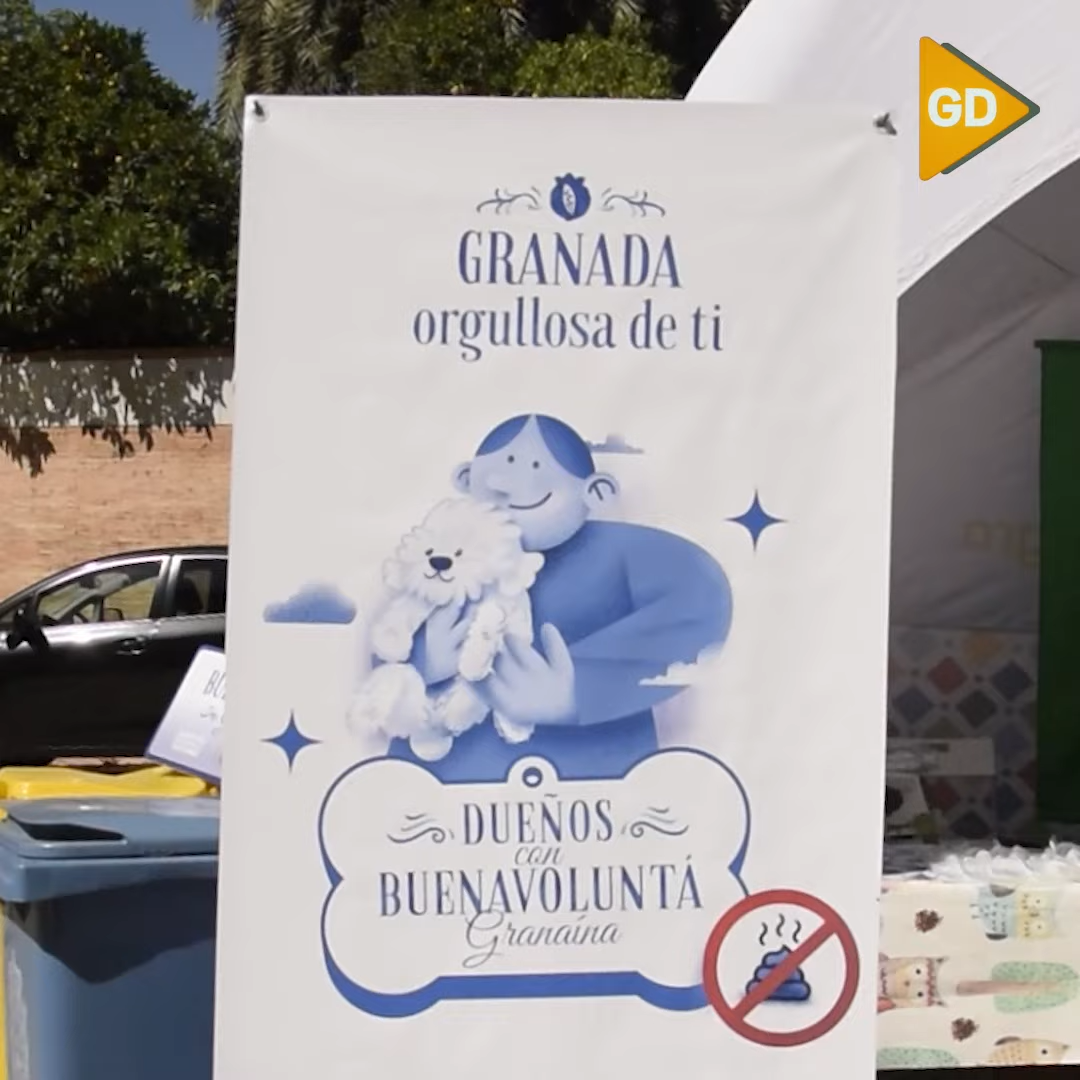 GD
GRANADA
orgullosa de ti
DUEÑOS
con
BUENAVOLUNTÁ
Granaína